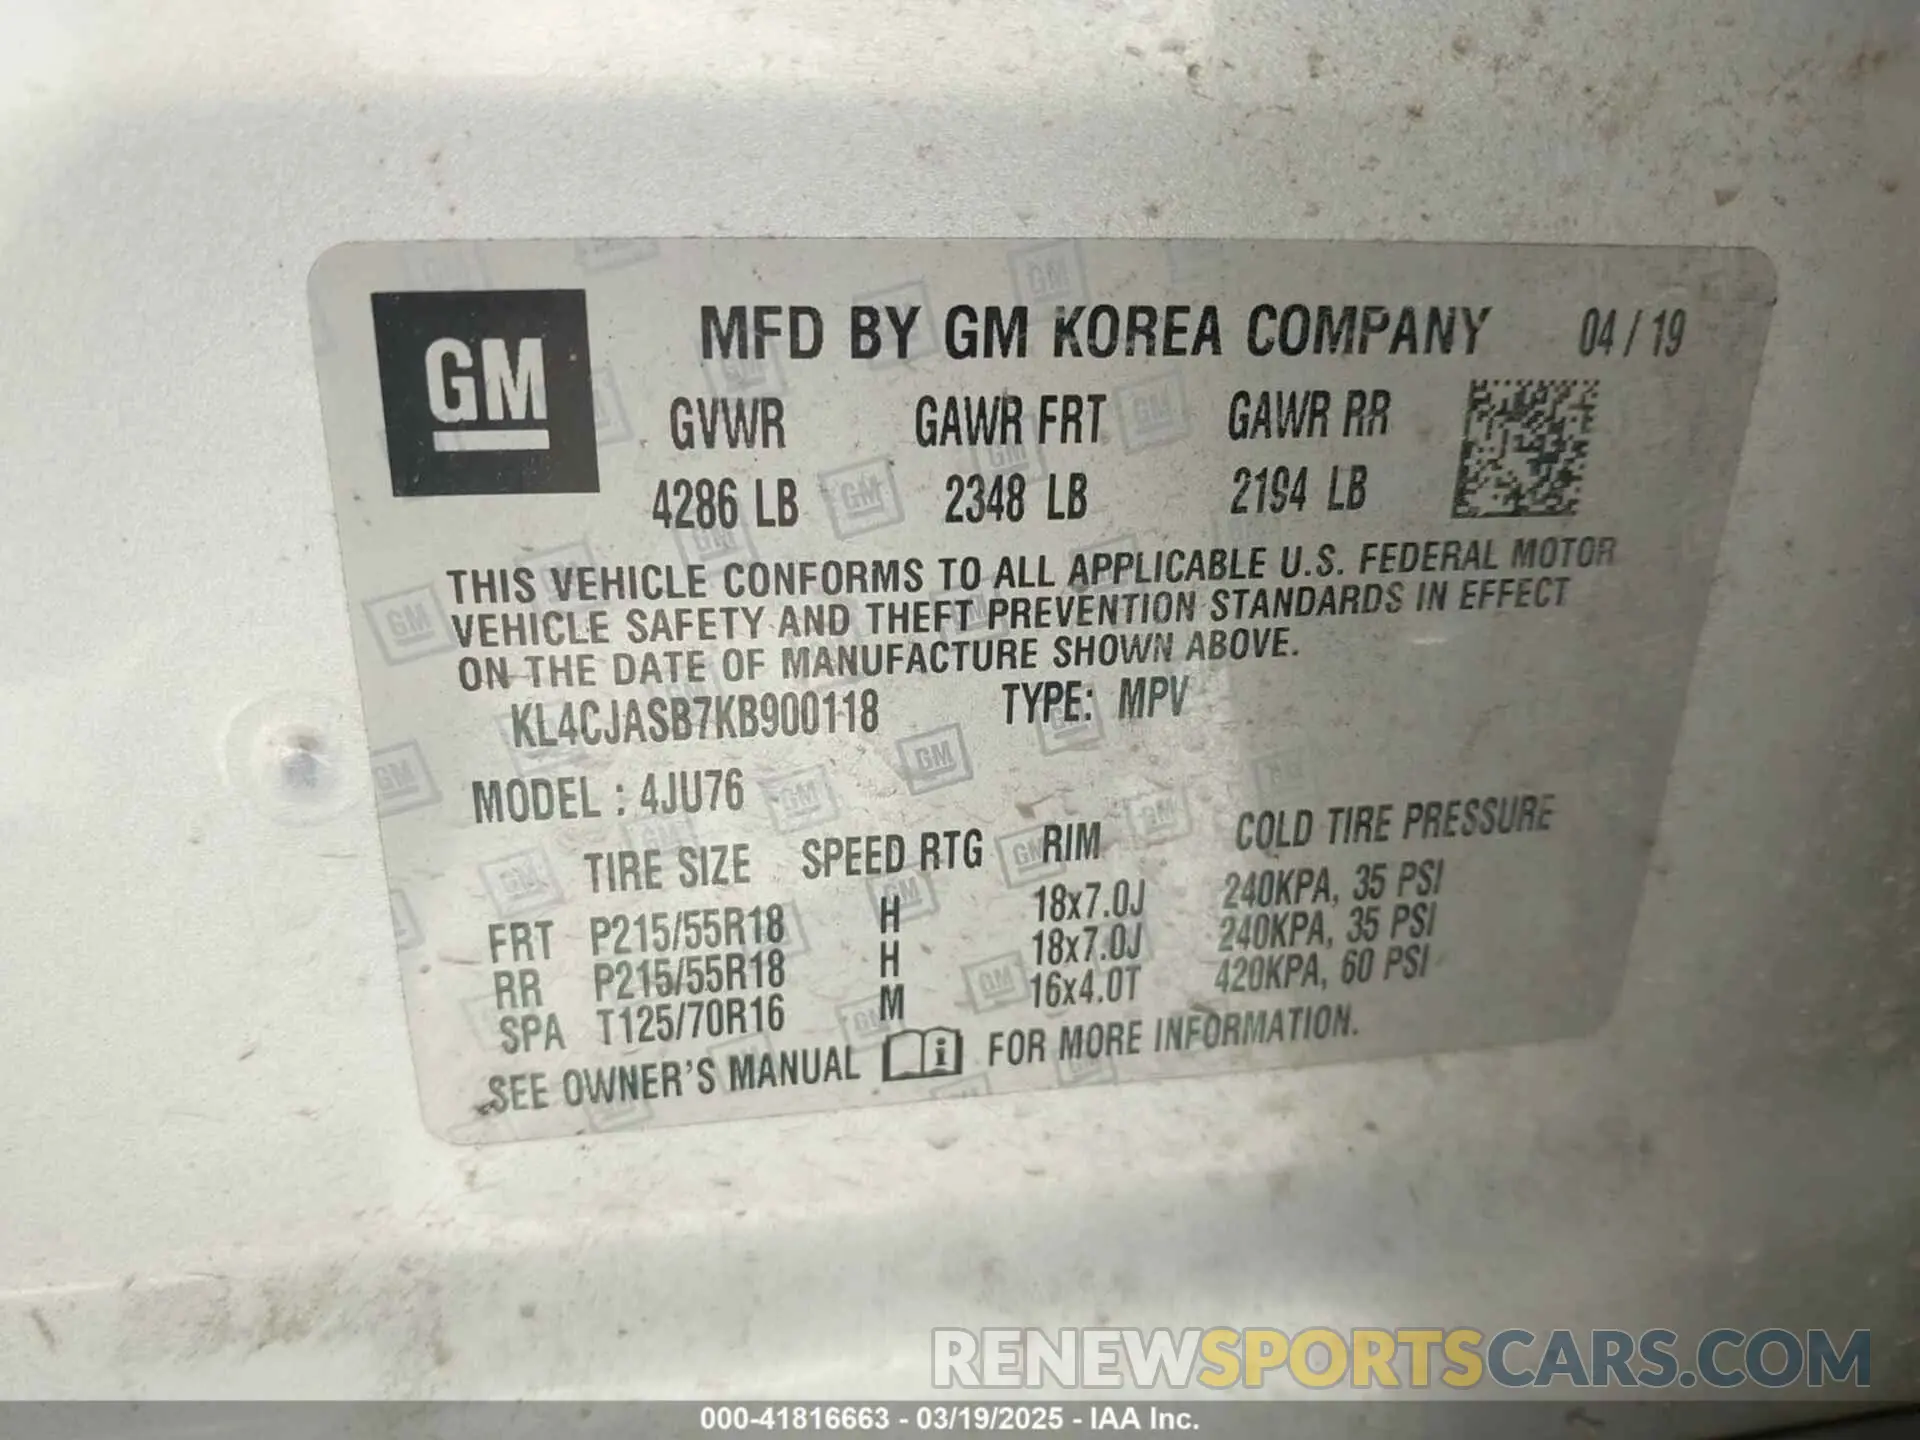 GM
MFD BY GM KOREA COMPANY 04 / 19
GVWR GAWR FRT GAWR RR
4286 LB 2348 LB 2194 LB
THIS VEHICLE CONFORMS TO ALL APPLICABLE U.S. FEDERAL MOTOR
VEHICLE SAFETY AND THEFT PREVENTION STANDARDS IN EFFECT
ON THE DATE OF MANUFACTURE SHOWN ABOVE.
KL4CJASB7KB900118 TYPE: MPV
MODEL : 4JU76
TIRE SIZE SPEED RTG RIM COLD TIRE PRESSURE
FRT P215/55R18 H 18x7.0J 240KPA, 35 PSI
RR P215/55R18 H 18x7.0J 240KPA, 35 PSI
SPA T125/70R16 M 16x4.0T 420KPA, 60 PSI
SEE OWNER'S MANUAL FOR MORE INFORMATION.
RENEWSPORTSCARS.COM
000-41816663 - 03/19/2025 - IAA Inc.